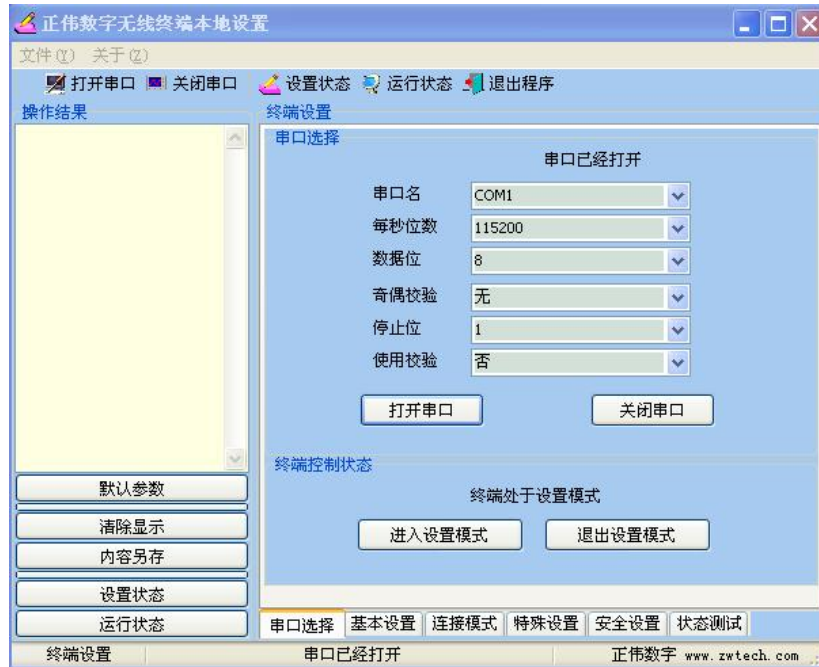 正伟数字无线终端本地设置
文件(Y) 关于(Z)
打开串口 关闭串口 设置状态 运行状态 退出程序
操作结果
终端设置
串口选择
串口已经打开
串口名 COM1
每秒位数 115200
数据位 8
奇偶校验 无
停止位 1
使用校验 否
打开串口 关闭串口
终端控制状态
终端处于设置模式
进入设置模式 退出设置模式
默认参数
清除显示
内容另存
设置状态
运行状态
串口选择 基本设置 连接模式 特殊设置 安全设置 状态测试
终端设置 串口已经打开 正伟数字 www.zwtech.com